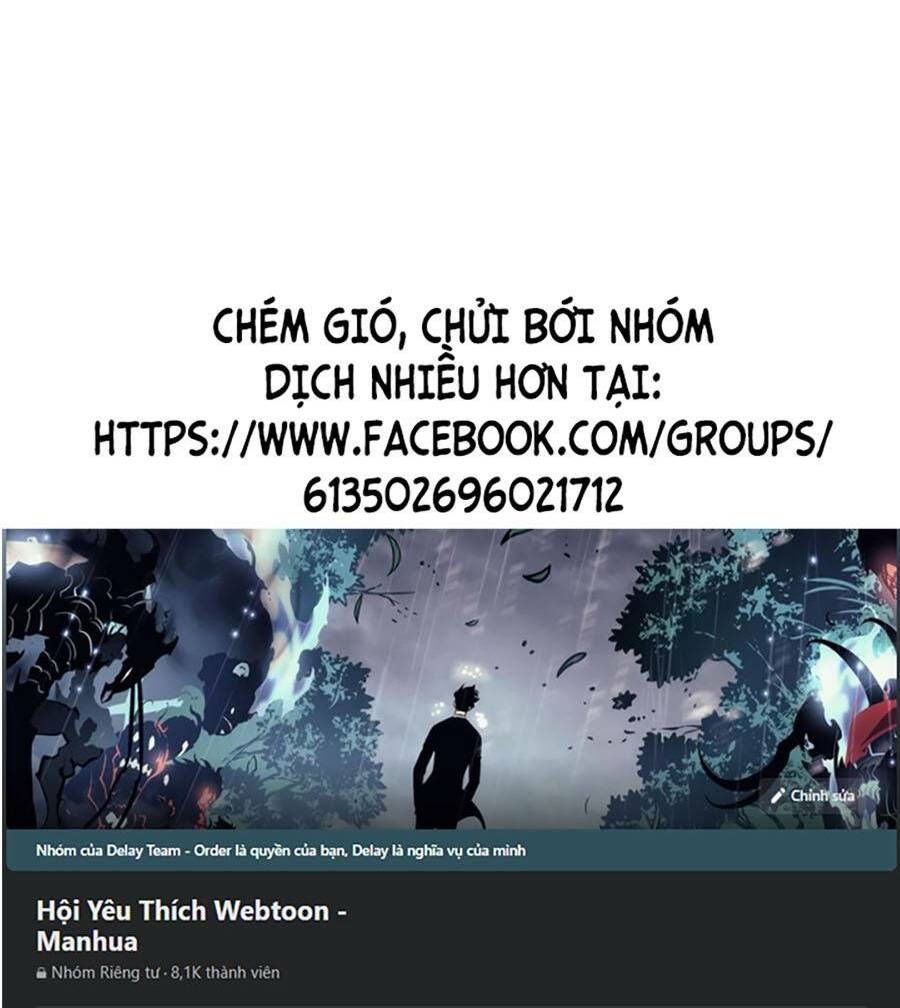 CHÉM GIÓ, CHỬI BỚI NHÓM
DỊCH NHIỀU HƠN TẠI:
HTTPS://WWW.FACEBOOK.COM/GROUPS/
613502696021712
Chỉnh sửa
Nhóm của Delay Team - Order là quyền của bạn, Delay là nghĩa vụ của mình
Hội Yêu Thích Webtoon -
Manhua
Nhóm Riêng tư · 8,1K thành viên